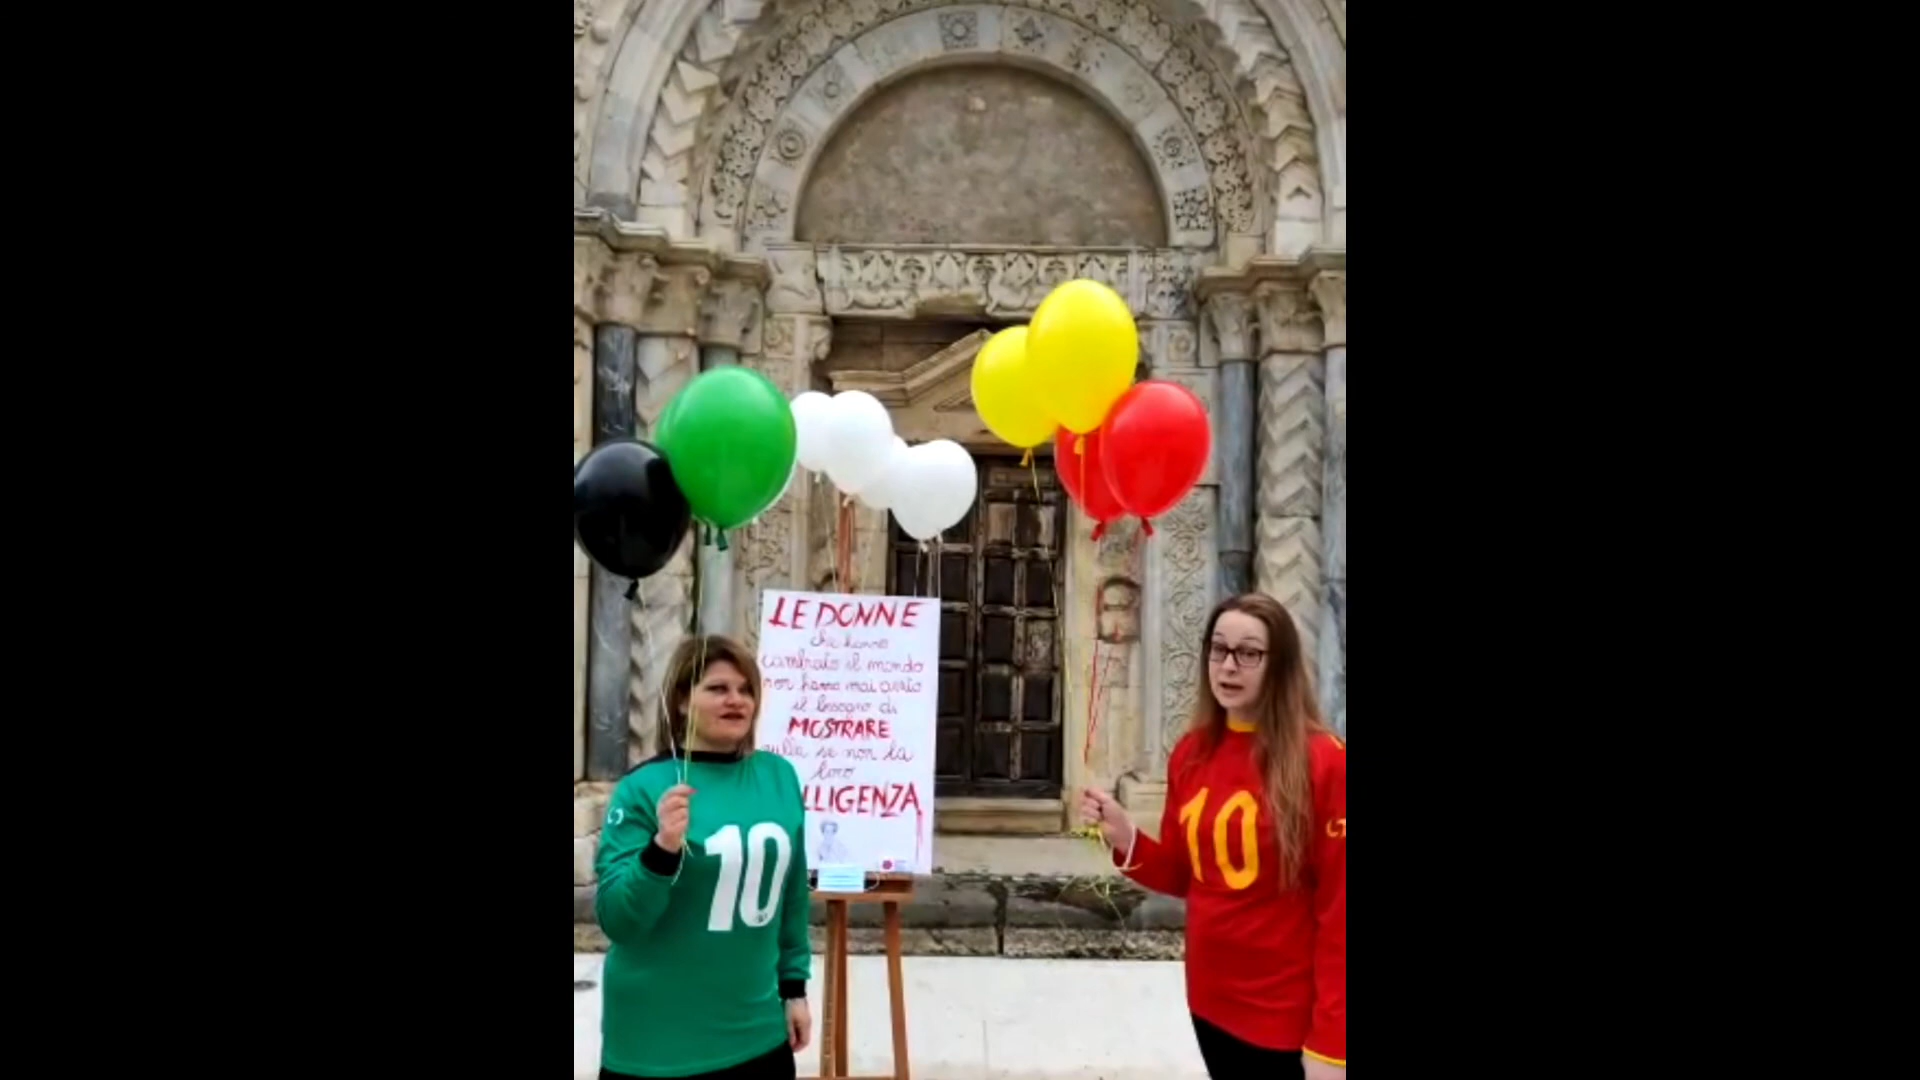 LE DONNE
che hanno
cambiato il mondo
non hanno mai avuto
il bisogno di
MOSTRARE
nulla se non la
loro
LLIGENZA
10
10